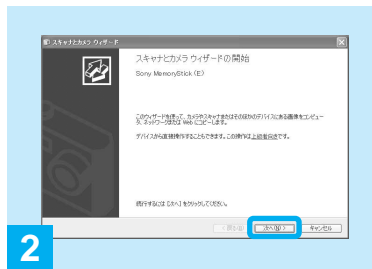 スキャナとカメラ ウィザード
スキャナとカメラ ウィザードの開始
Sony MemoryStick (E)
このウィザードを使って、カメラやスキャナまたはそのほかのデバイスにある画像をコンピュー
タ、ネットワークまたは Web にコピーします。
デバイスから直接操作することもできます。この操作は上級者向きです。
続行するには [次へ] をクリックしてください。
< 戻る(B) 次へ(N) > キャンセル
2